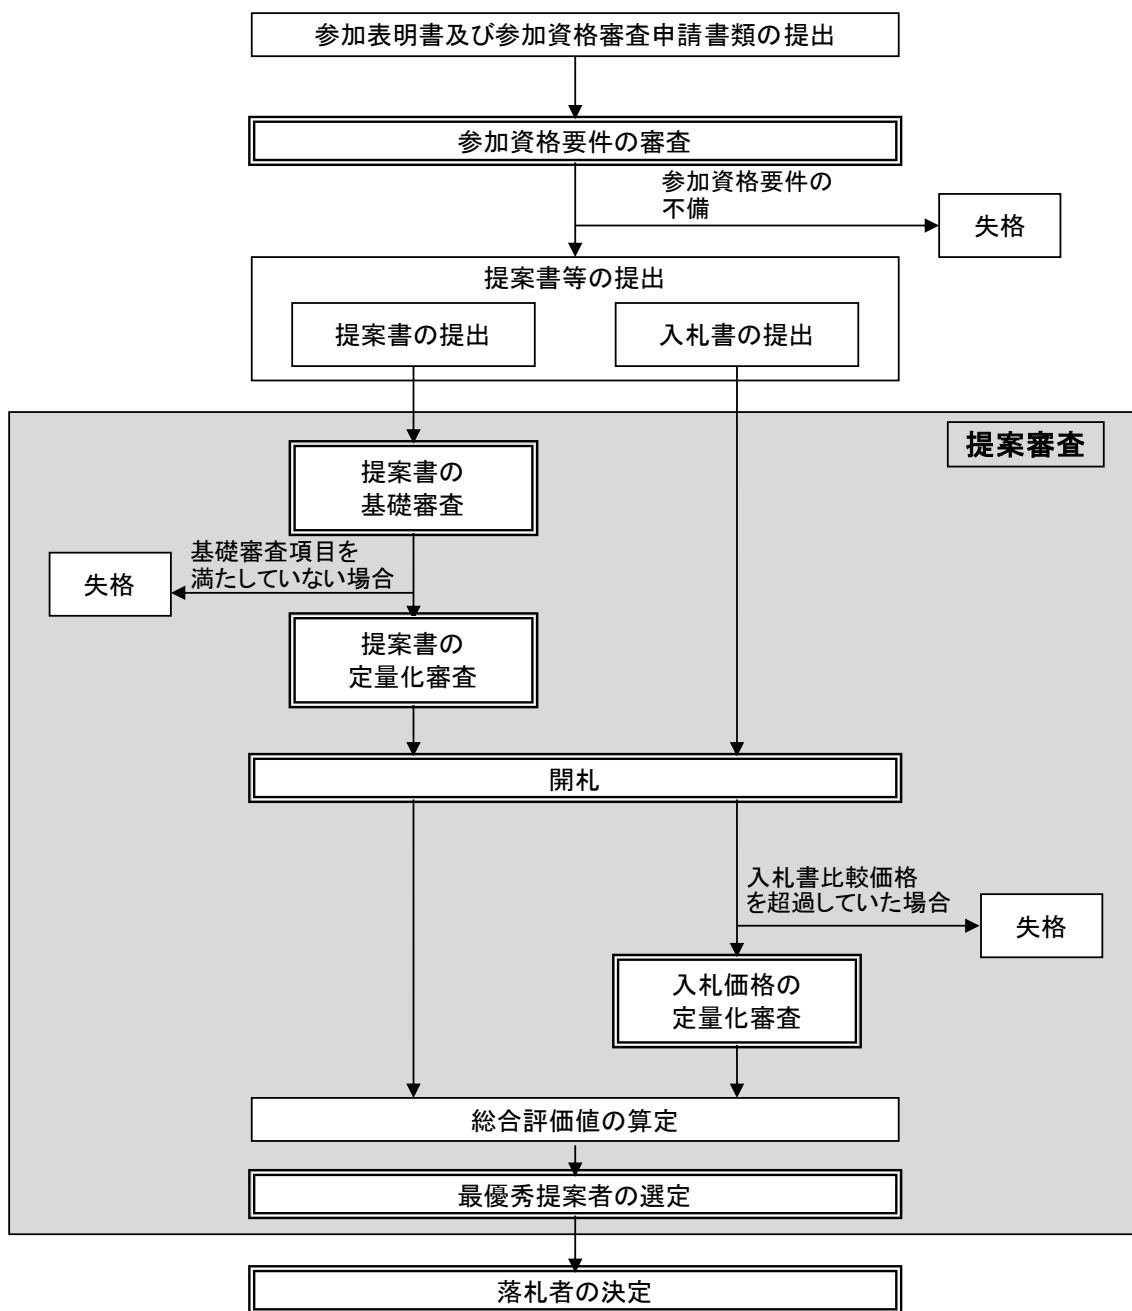 参加表明書及び参加資格審査申請書類の提出
参加資格要件の審査
参加資格要件の
不備
失格
提案書等の提出
提案書の提出
入札書の提出
提案審査
提案書の
基礎審査
基礎審査項目を
満たしていない場合
失格
提案書の
定量化審査
開札
入札書比較価格
を超過していた場合
失格
入札価格の
定量化審査
総合評価値の算定
最優秀提案者の選定
落札者の決定